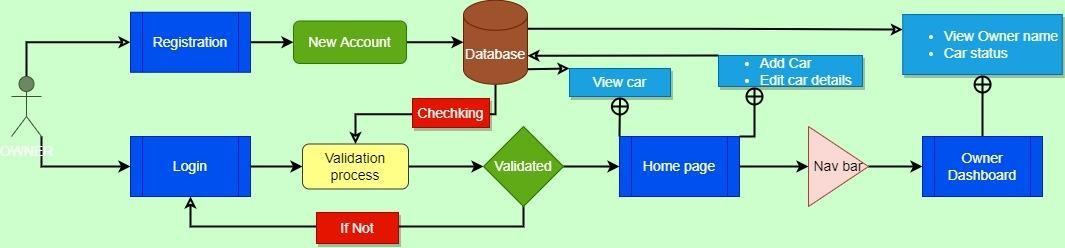 Registration
New Account
Database
• View Owner name
• Car status
View car
• Add Car
• Edit car details
Chechking
OWNER
Login
Validation
process
Validated
Home page
Nav bar
Owner
Dashboard
If Not